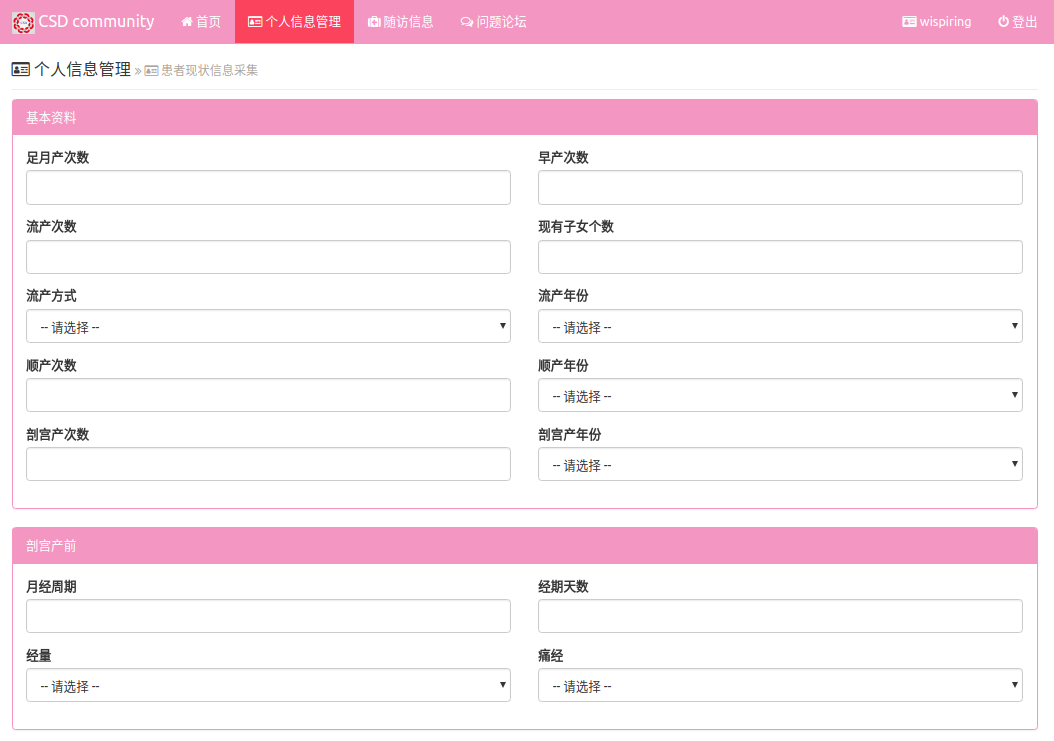 CSD community 首页 个人信息管理 随访信息 问题论坛 wispiring 登出
个人信息管理 » 患者现状信息采集
基本资料
足月产次数 早产次数
流产次数 现有子女个数
流产方式 流产年份
-- 请选择 -- -- 请选择 --
顺产次数 顺产年份
-- 请选择 --
剖宫产次数 剖宫产年份
-- 请选择 --
剖宫产前
月经周期 经期天数
经量 痛经
-- 请选择 -- -- 请选择 --